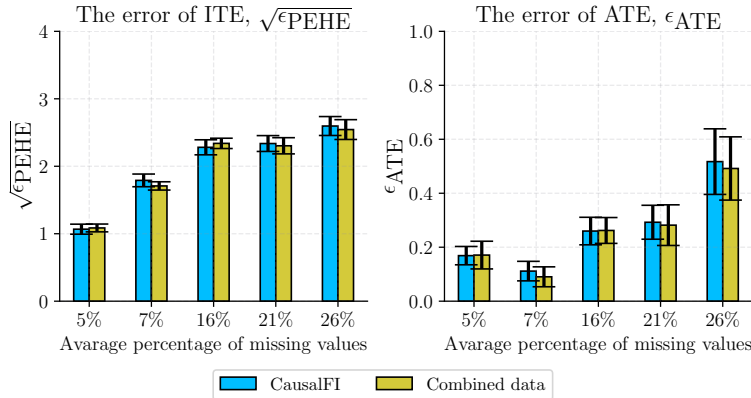 The error of ITE, √ϵPEHE
√ϵPEHE
4
3
2
1
0
5% 7% 16% 21% 26%
Avarage percentage of missing values
The error of ATE, ϵATE
ϵATE
1.0
0.8
0.6
0.4
0.2
0.0
5% 7% 16% 21% 26%
Avarage percentage of missing values
CausalFI Combined data